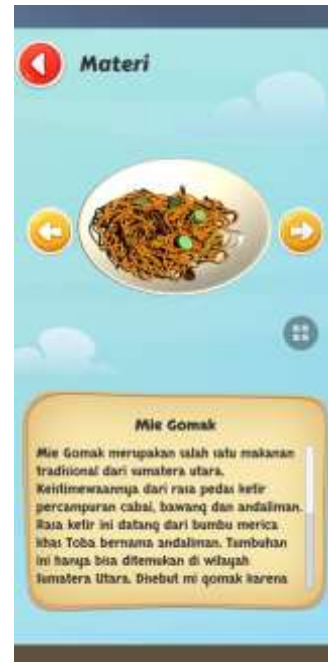 Materi
Mie Gomak
Mie Gomak merupakan salah satu makanan
tradisional dari sumatera utara.
Keistimewaannya dari rasa pedas ketir
percampuran cabai, bawang dan andaliman.
Rasa ketir ini datang dari bumbu merica
khas Toba bernama andaliman. Tumbuhan
ini hanya bisa ditemukan di wilayah
Sumatera Utara. Disebut mi gomak karena